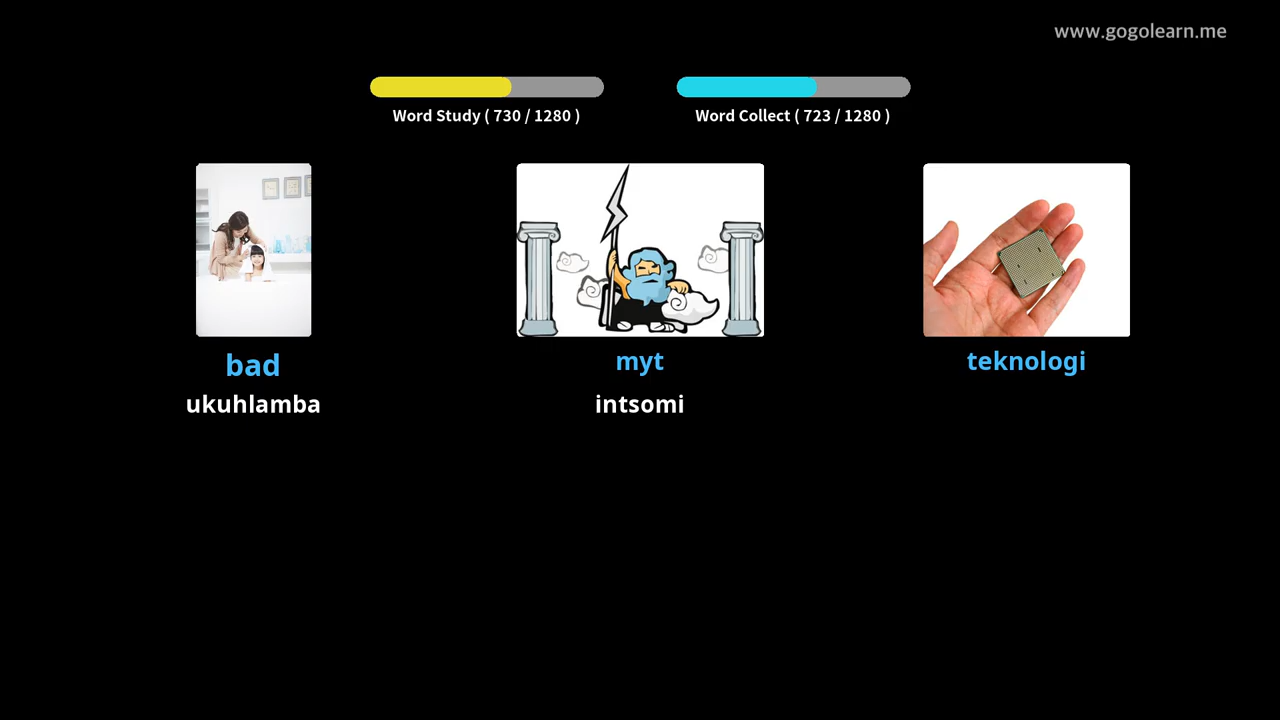 www.gogolearn.me
Word Study ( 730 / 1280 )
Word Collect ( 723 / 1280 )
bad
myt
teknologi
ukuhlamba
intsomi